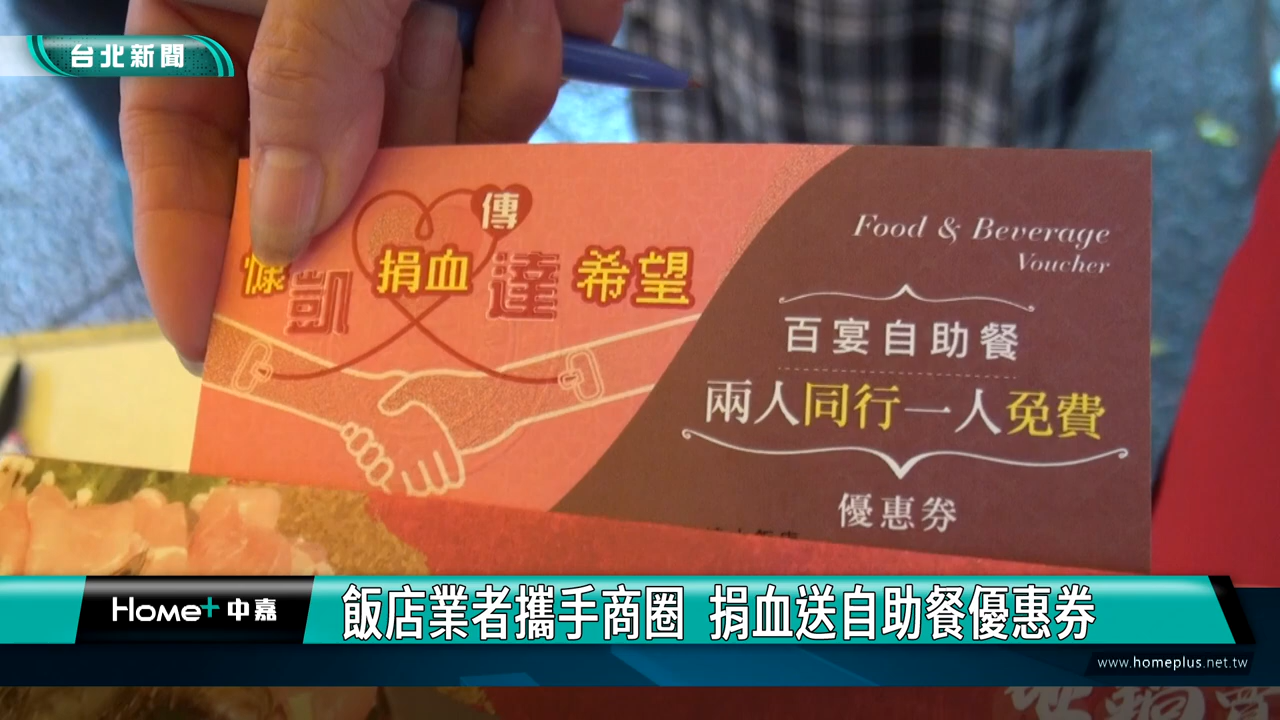 台北新聞
傳
慷凱 捐血 達 希望
Food & Beverage
Voucher
百宴自助餐
兩人同行一人免費
優惠券
Home+中嘉
飯店業者攜手商圈 捐血送自助餐優惠券
www.homeplus.net.tw